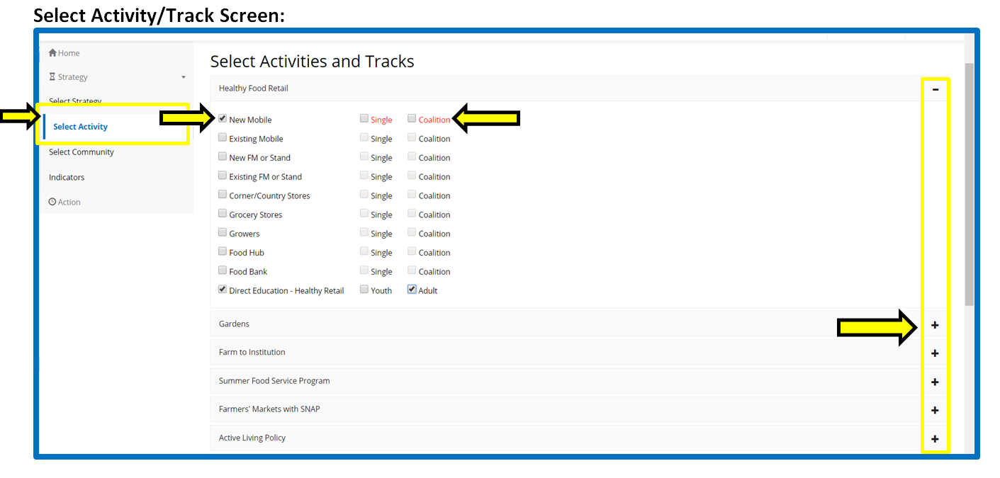 Select Activity/Track Screen:
Home
Strategy
Select Strategy
Select Activity
Select Community
Indicators
Action
Select Activities and Tracks
Healthy Food Retail −
New Mobile Single Coalition
Existing Mobile Single Coalition
New FM or Stand Single Coalition
Existing FM or Stand Single Coalition
Corner/Country Stores Single Coalition
Grocery Stores Single Coalition
Growers Single Coalition
Food Hub Single Coalition
Food Bank Single Coalition
Direct Education - Healthy Retail Youth Adult
Gardens +
Farm to Institution +
Summer Food Service Program +
Farmers' Markets with SNAP +
Active Living Policy +